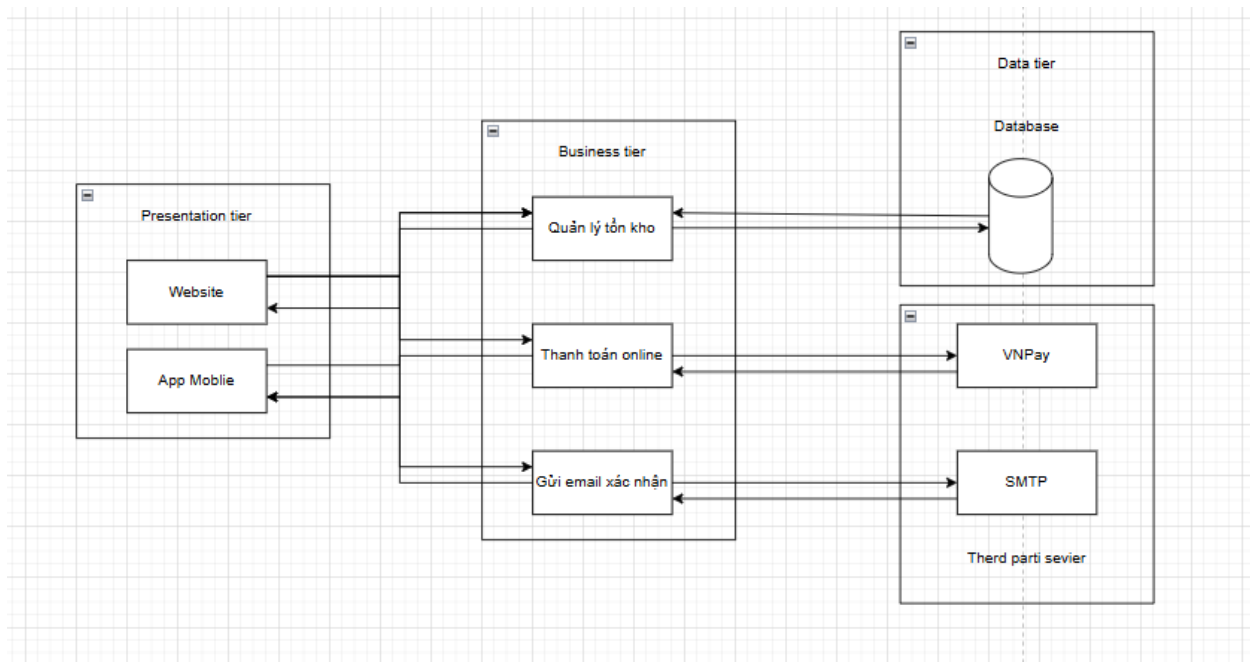 Presentation tier
Website
App Moblie
Business tier
Quản lý tồn kho
Thanh toán online
Gửi email xác nhận
Data tier
Database
VNPay
SMTP
Therd parti sevier